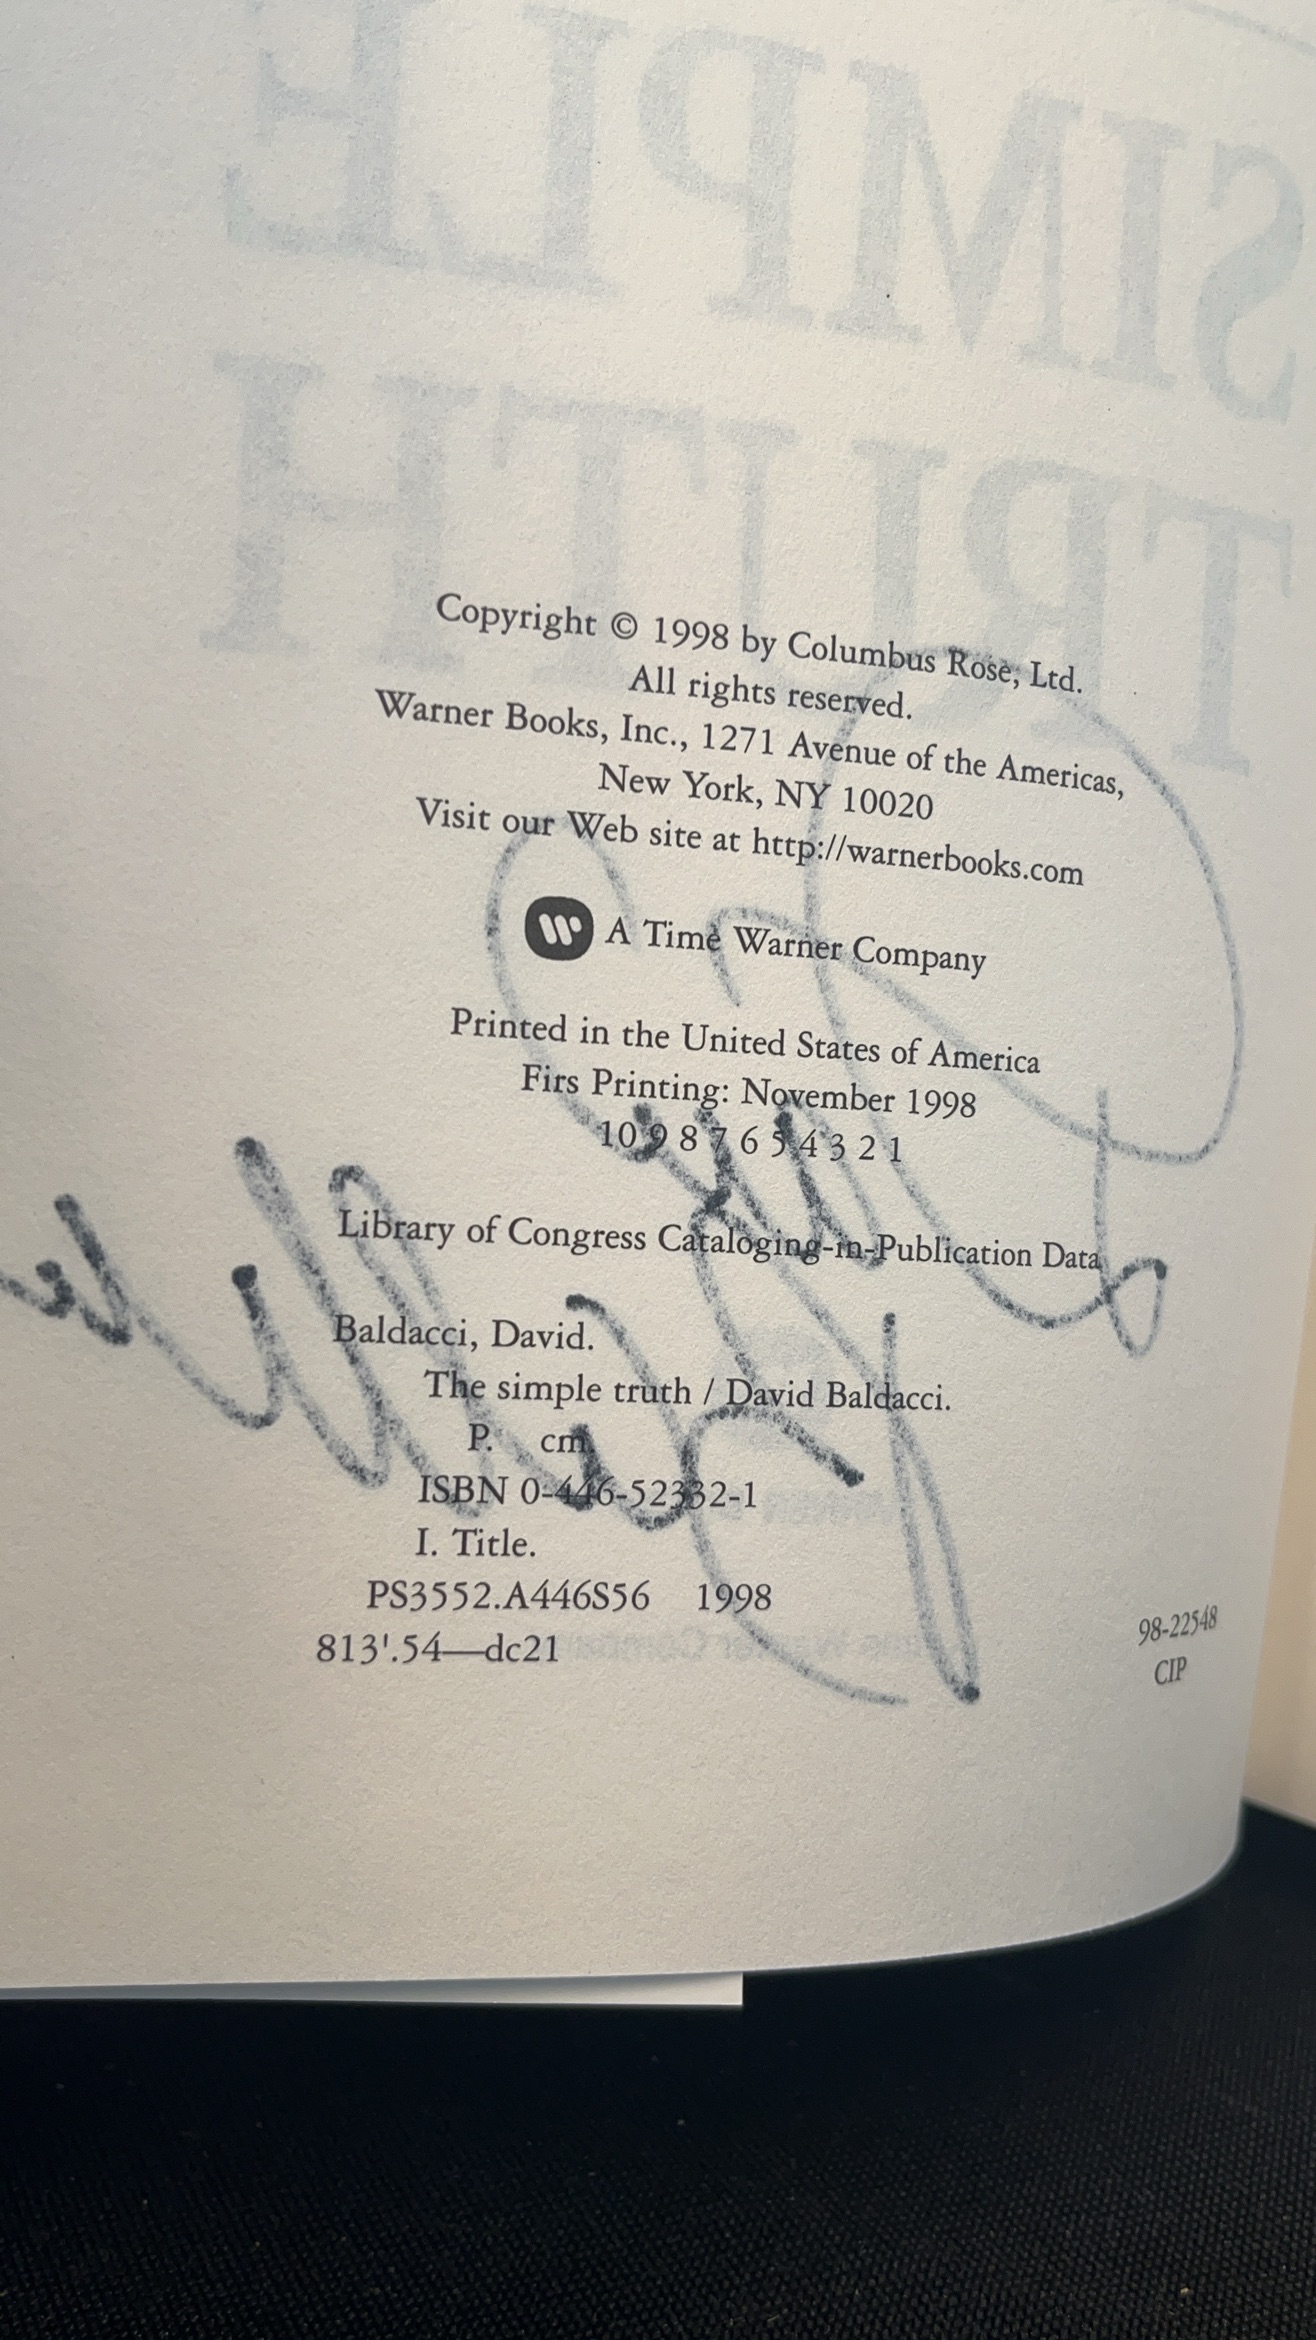 SIMPLE
TRUTH
Copyright © 1998 by Columbus Rose, Ltd.
All rights reserved.
Warner Books, Inc., 1271 Avenue of the Americas,
New York, NY 10020
Visit our Web site at http://warnerbooks.com
A Time Warner Company
Printed in the United States of America
Firs Printing: November 1998
10 9 8 7 6 5 4 3 2 1
Library of Congress Cataloging-in-Publication Data
Baldacci, David.
The simple truth / David Baldacci.
P. cm.
ISBN 0-446-52332-1
I. Title.
PS3552.A446S56 1998
813'.54—dc21
98-22548
CIP